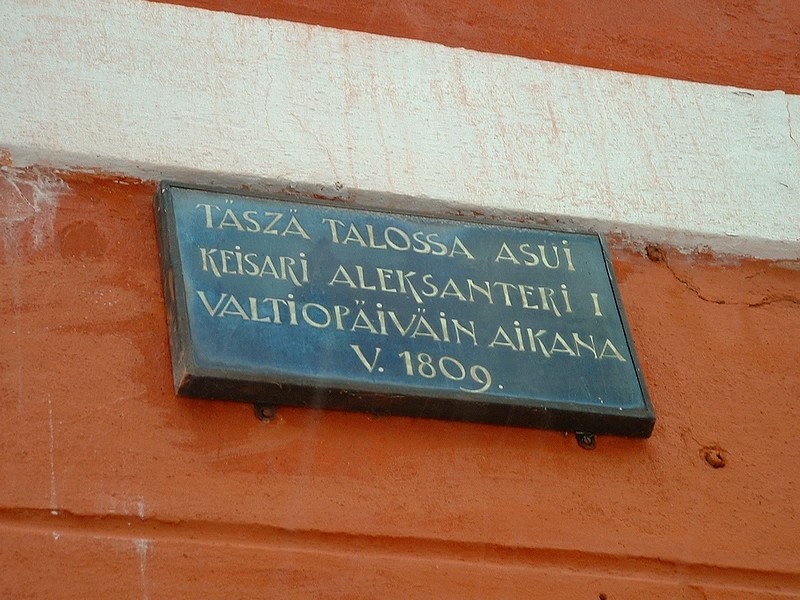 TÄSZÄ TALOSSA ASUI
KEISARI ALEKSANTERI I
VALTIOPÄIVÄIN AIKANA
V. 1809.